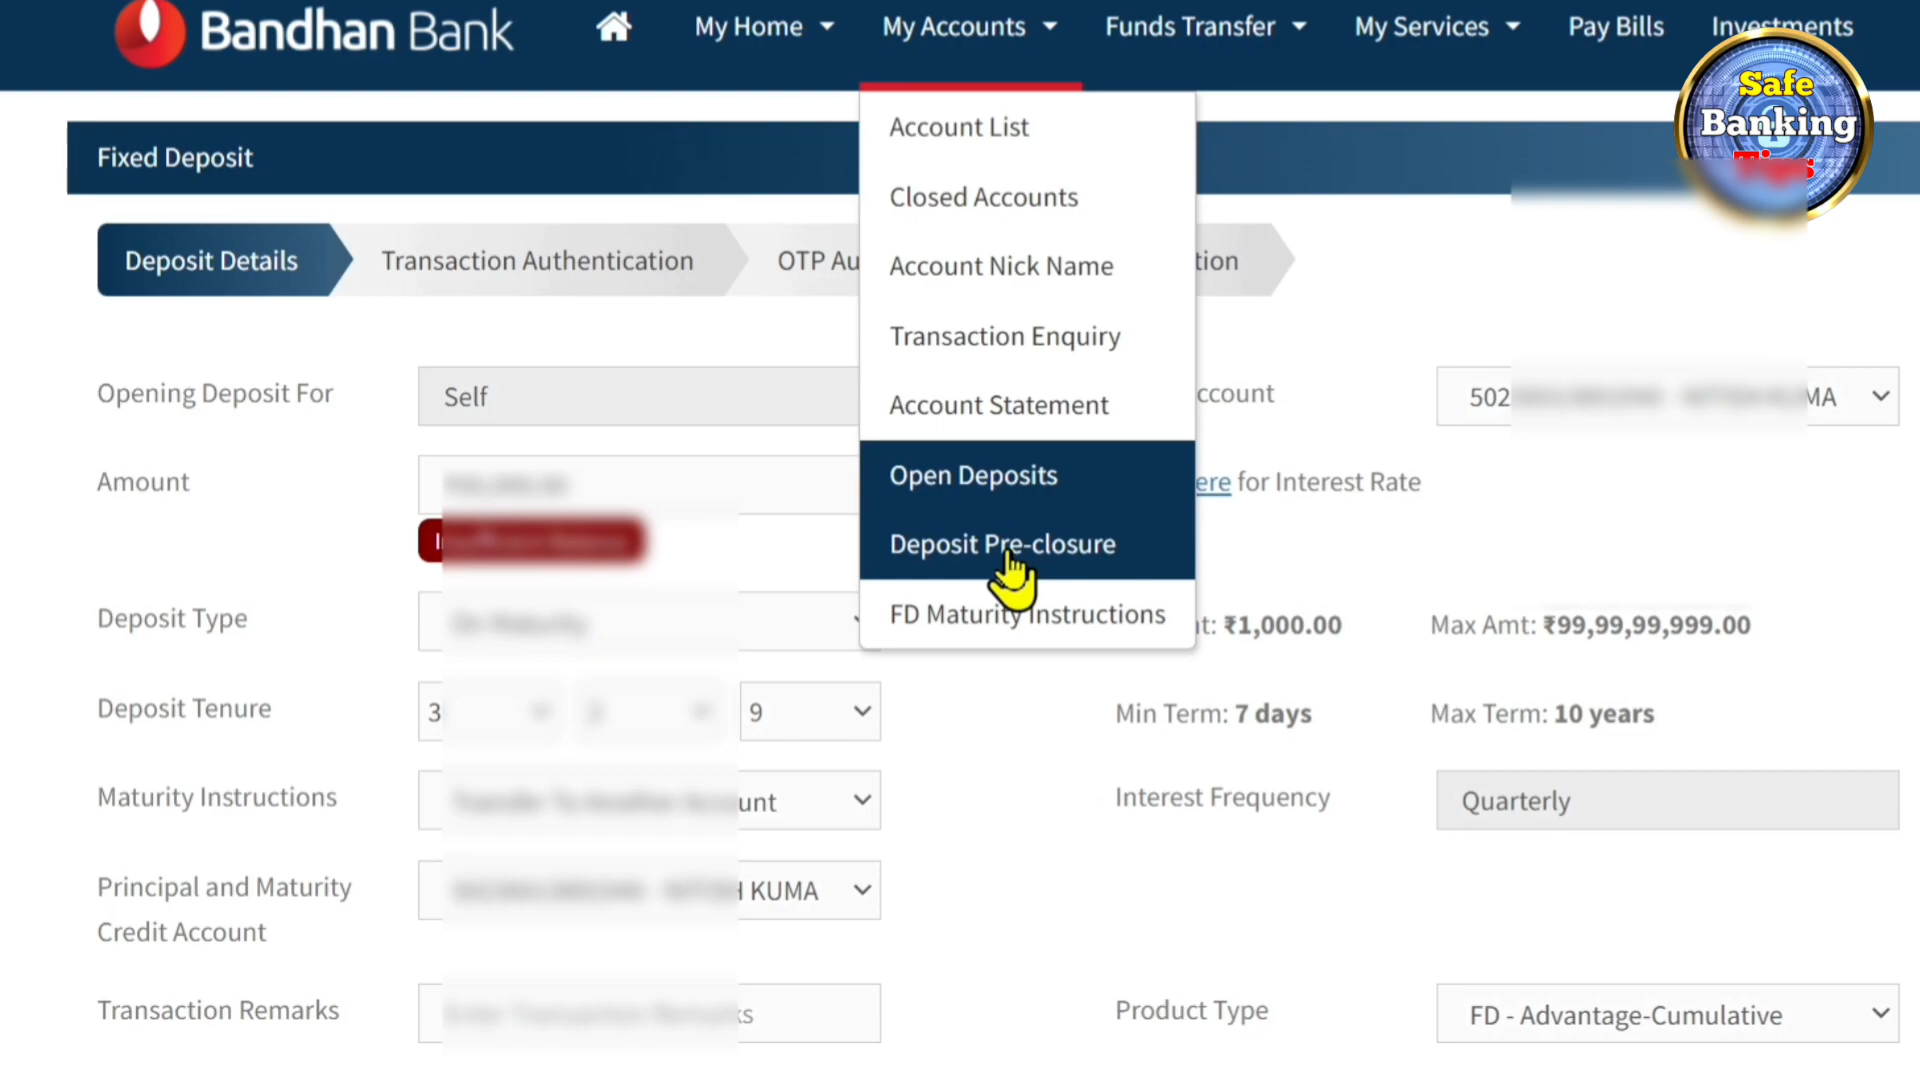 Bandhan Bank
My Home
My Accounts
Funds Transfer
My Services
Pay Bills
Investments
Safe
Banking
Tips
Fixed Deposit
Account List
Closed Accounts
Account Nick Name
Transaction Enquiry
Account Statement
Open Deposits
Deposit Pre-closure
FD Maturity Instructions
Deposit Details
Transaction Authentication
OTP Au
tion
Opening Deposit For
Self
ccount
502
MA
Amount
ere for Interest Rate
Deposit Type
t: ₹1,000.00
Max Amt: ₹99,99,99,999.00
Deposit Tenure
3
9
Min Term: 7 days
Max Term: 10 years
Maturity Instructions
unt
Interest Frequency
Quarterly
Principal and Maturity
Credit Account
KUMA
Transaction Remarks
ks
Product Type
FD - Advantage-Cumulative